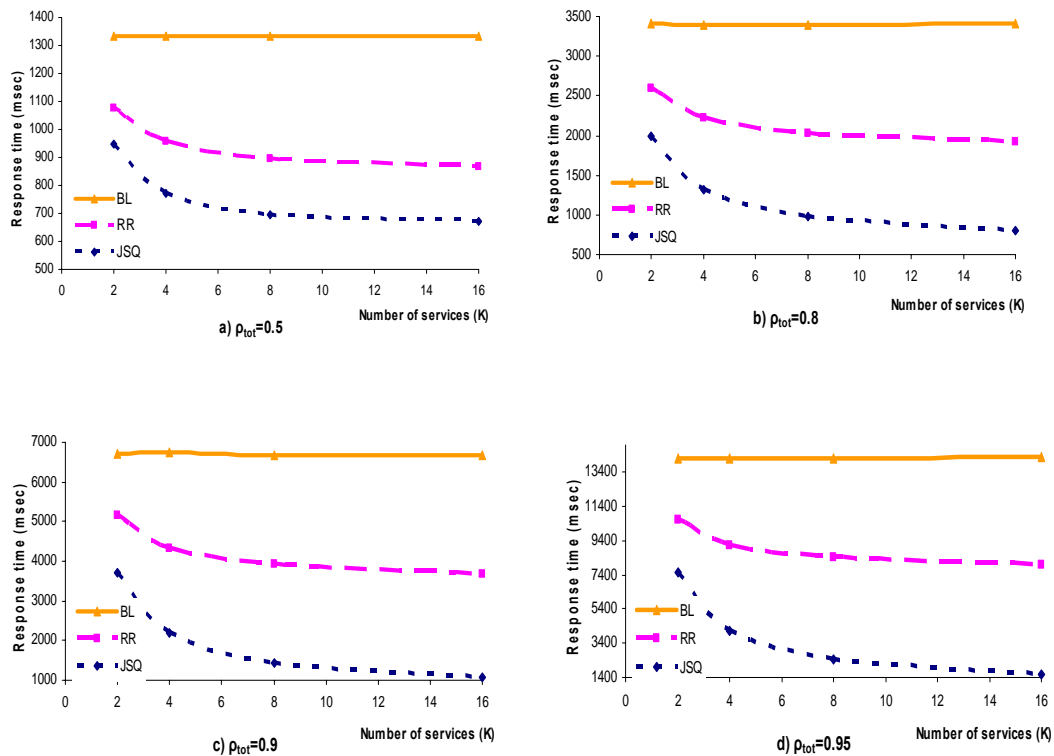 Response time (msec)
1400
1300
1200
1100
1000
900
800
700
600
500
BL
RR
JSQ
0 2 4 6 8 10 12 14 16
Number of services (K)
a) ρtot=0.5
Response time (msec)
3500
3000
2500
2000
1500
1000
500
BL
RR
JSQ
0 2 4 6 8 10 12 14 16
Number of services (K)
b) ρtot=0.8
Response time (msec)
7000
6000
5000
4000
3000
2000
1000
BL
RR
JSQ
0 2 4 6 8 10 12 14 16
Number of services (K)
c) ρtot=0.9
Response time (msec)
13400
11400
9400
7400
5400
3400
1400
BL
RR
JSQ
0 2 4 6 8 10 12 14 16
Number of services (K)
d) ρtot=0.95